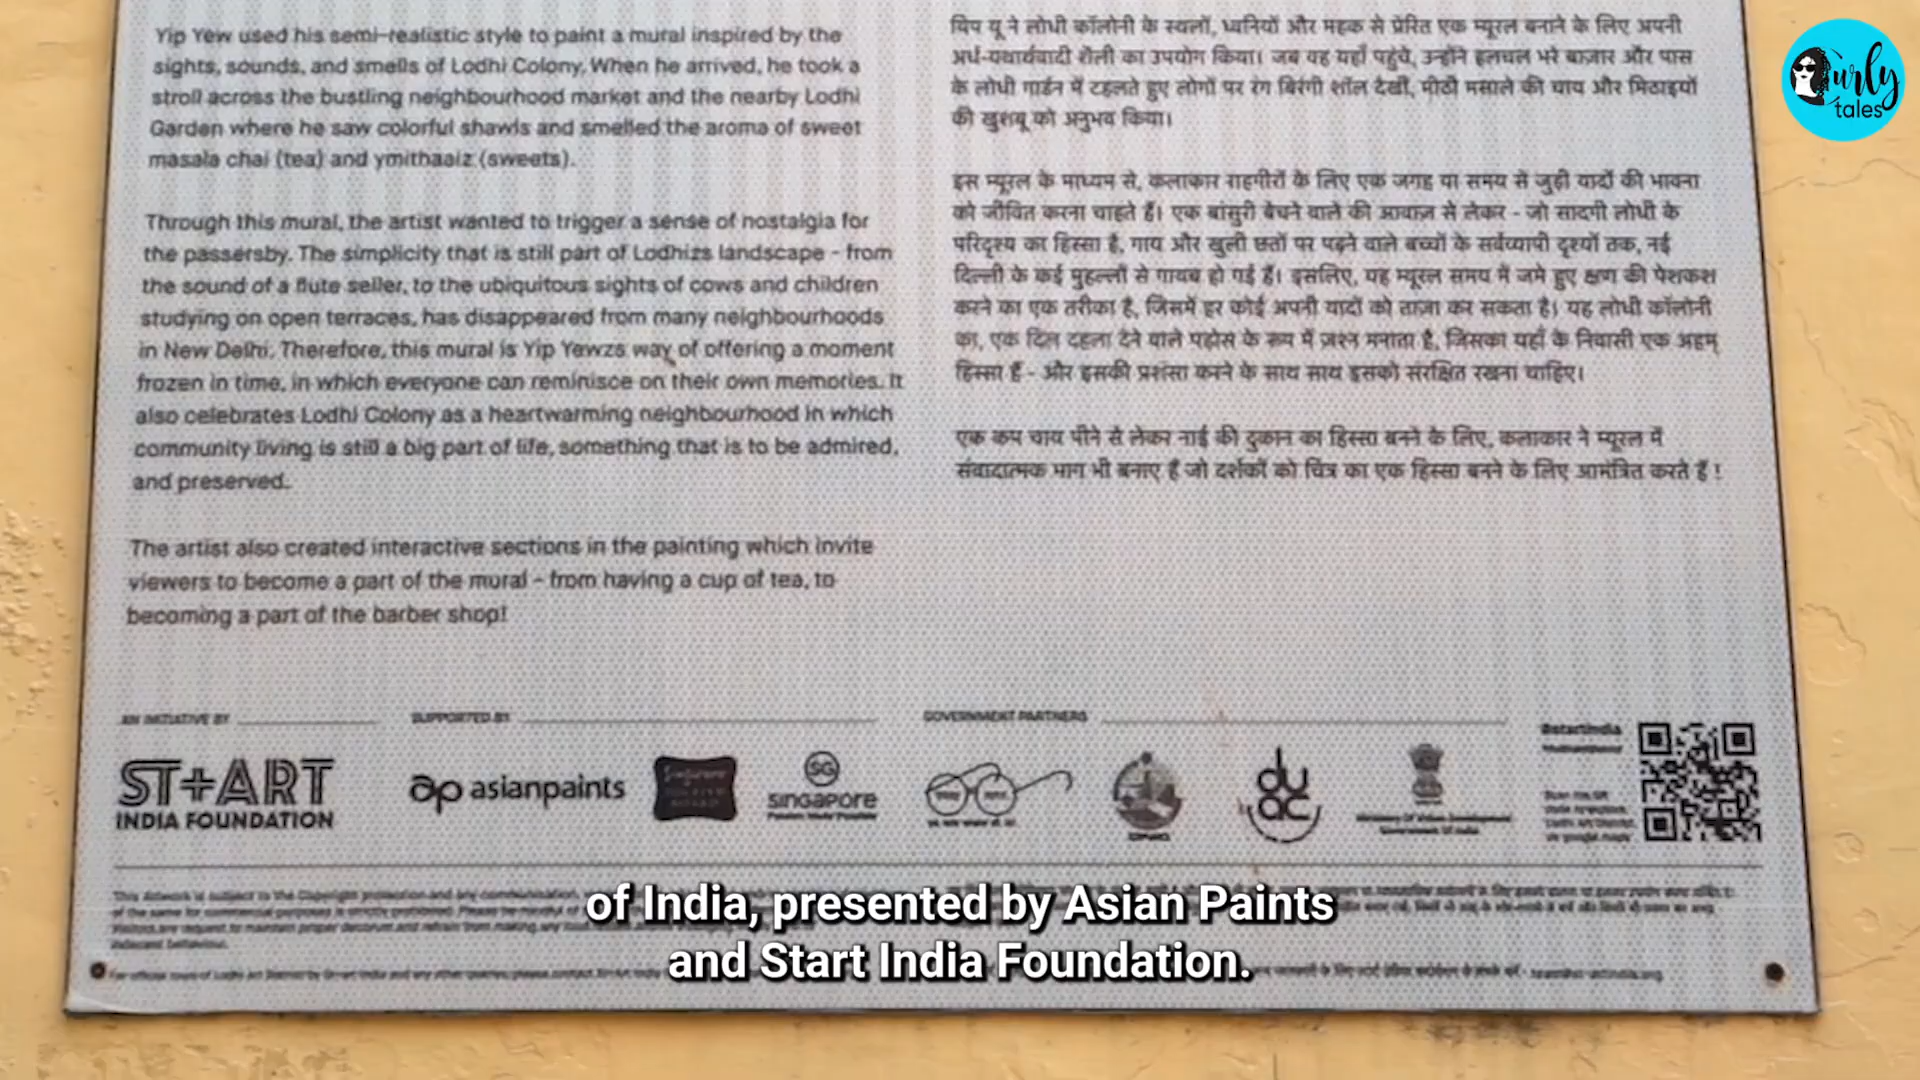 Yip Yew used his semi-realistic style to paint a mural inspired by the
sights, sounds, and smells of Lodhi Colony. When he arrived, he took a
stroll across the bustling neighbourhood market and the nearby Lodhi
Garden where he saw colorful shawls and smelled the aroma of sweet
masala chai (tea) and ymithaaiz (sweets).
Through this mural, the artist wanted to trigger a sense of nostalgia for
the passersby. The simplicity that is still part of Lodhizs landscape - from
the sound of a flute seller, to the ubiquitous sights of cows and children
studying on open terraces, has disappeared from many neighbourhoods
in New Delhi. Therefore, this mural is Yip Yewzs way of offering a moment
frozen in time, in which everyone can reminisce on their own memories. It
also celebrates Lodhi Colony as a heartwarming neighbourhood in which
community living is still a big part of life, something that is to be admired,
and preserved.
The artist also created interactive sections in the painting which invite
viewers to become a part of the mural - from having a cup of tea, to
becoming a part of the barber shop!
यिप यू ने लोधी कॉलोनी के स्थलों, ध्वनियों और महक से प्रेरित एक म्यूरल बनाने के लिए अपनी
अर्ध-यथार्थवादी शैली का उपयोग किया। जब वह यहाँ पहुंचे, उन्होंने हलचल भरे बाज़ार और पास
के लोधी गार्डन में टहलते हुए लोगों पर रंग बिरंगी शॉल देखीं, मीठी मसाले की चाय और मिठाइयों
की खुशबू को अनुभव किया।
इस म्यूरल के माध्यम से, कलाकार राहगीरों के लिए एक जगह या समय से जुड़ी यादों की भावना
को जीवित करना चाहते हैं। एक बांसुरी बेचने वाले की आवाज़ से लेकर - जो सादगी लोधी के
परिदृश्य का हिस्सा है, गाय और खुली छतों पर पढ़ने वाले बच्चों के सर्वव्यापी दृश्यों तक, नई
दिल्ली के कई मुहल्लों से गायब हो गई हैं। इसलिए, यह म्यूरल समय में जमे हुए क्षण की पेशकश
करने का एक तरीका है, जिसमें हर कोई अपनी यादों को ताज़ा कर सकता है। यह लोधी कॉलोनी
का, एक दिल दहला देने वाले पड़ोस के रूप में जश्न मनाता है, जिसका यहाँ के निवासी एक अहम्
हिस्सा हैं - और इसकी प्रशंसा करने के साथ साथ इसको संरक्षित रखना चाहिए।
एक कप चाय पीने से लेकर नाई की दुकान का हिस्सा बनने के लिए, कलाकार ने म्यूरल में
संवादात्मक भाग भी बनाए हैं जो दर्शकों को चित्र का एक हिस्सा बनने के लिए आमंत्रित करते हैं !
Curly
tales
AN INITIATIVE BY
SUPPORTED BY
GOVERNMENT PARTNERS
ST+ART
INDIA FOUNDATION
ap asianpaints
SG
SINGAPORE
duac
@startindia
of India, presented by Asian Paints
and Start India Foundation.